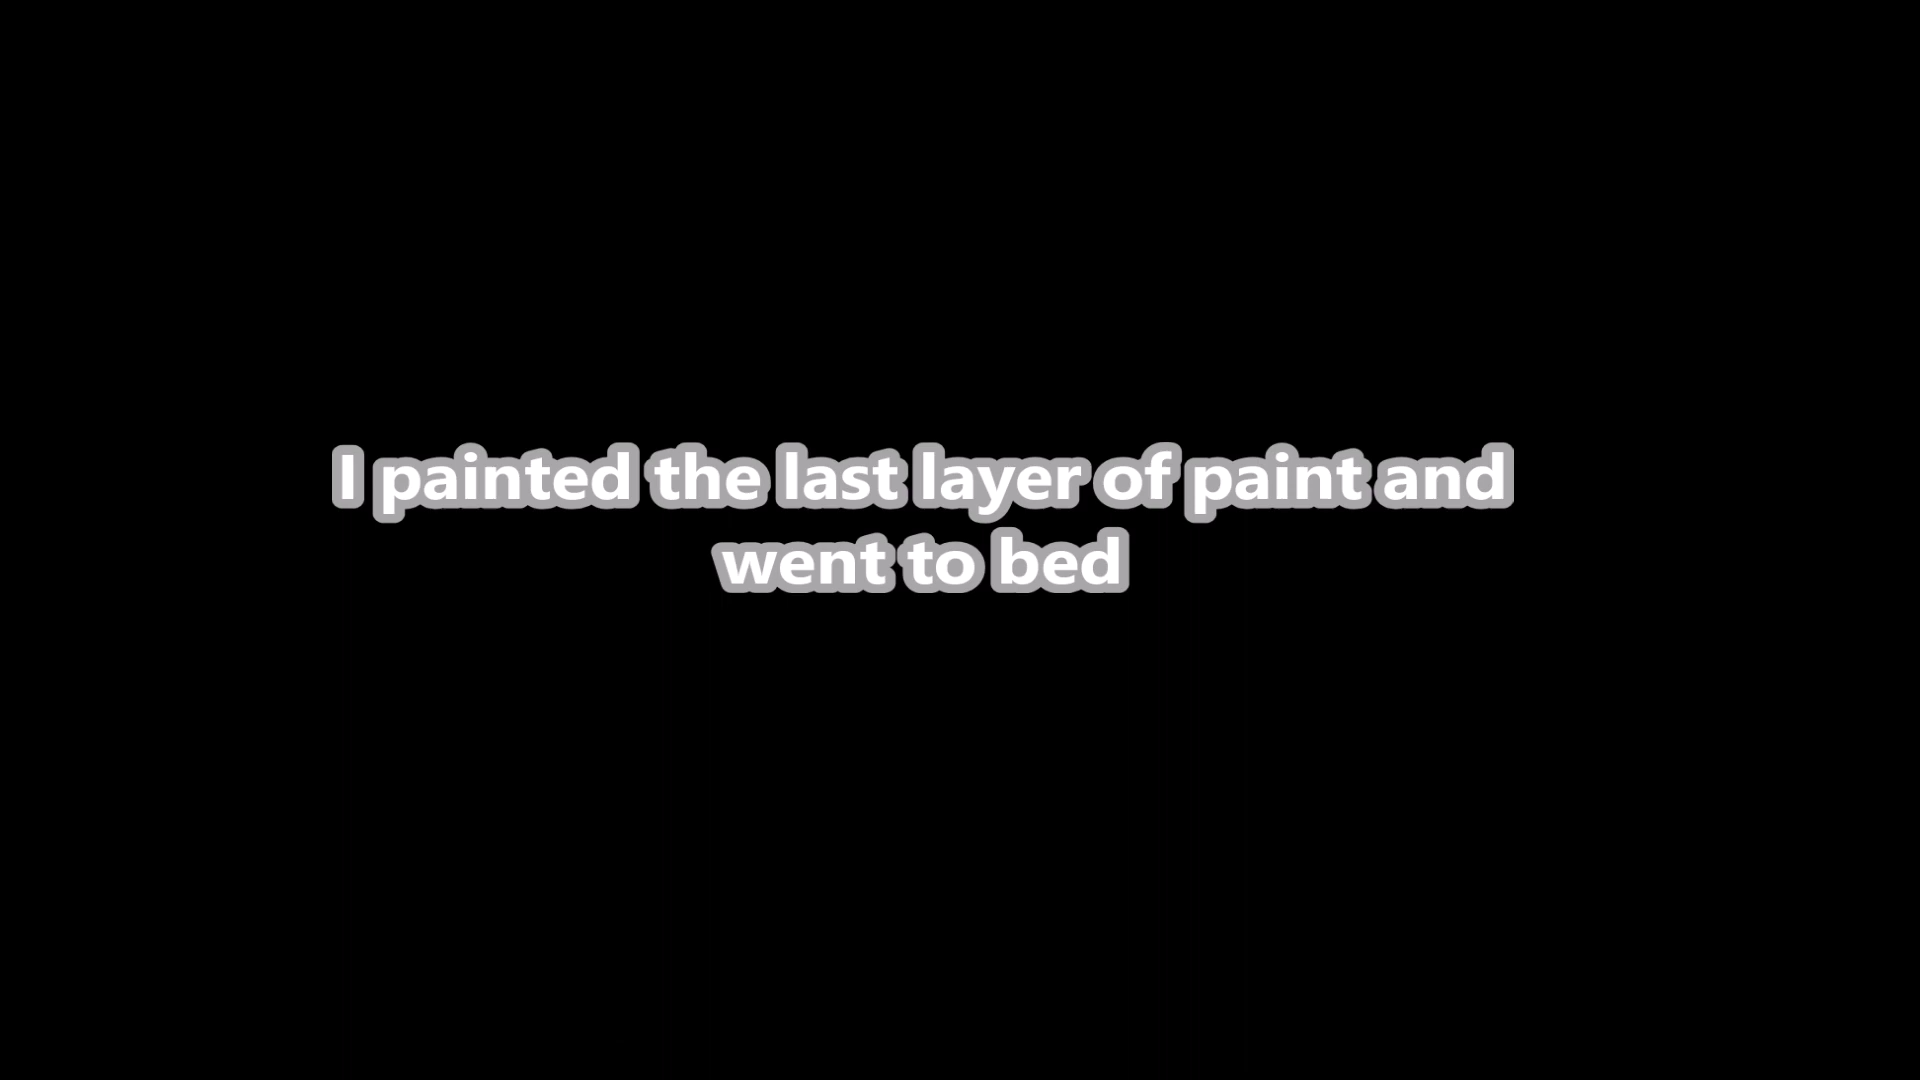 I painted the last layer of paint and
went to bed